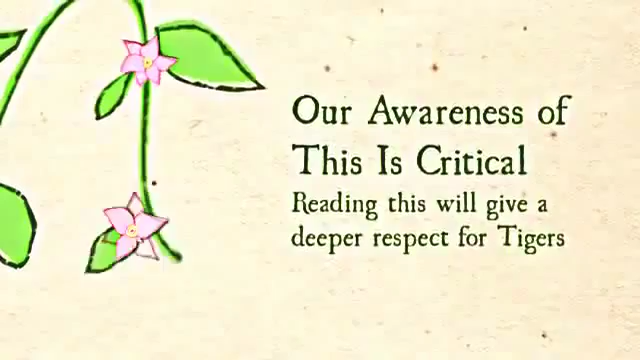 Our Awareness of
This Is Critical
Reading this will give a
deeper respect for Tigers